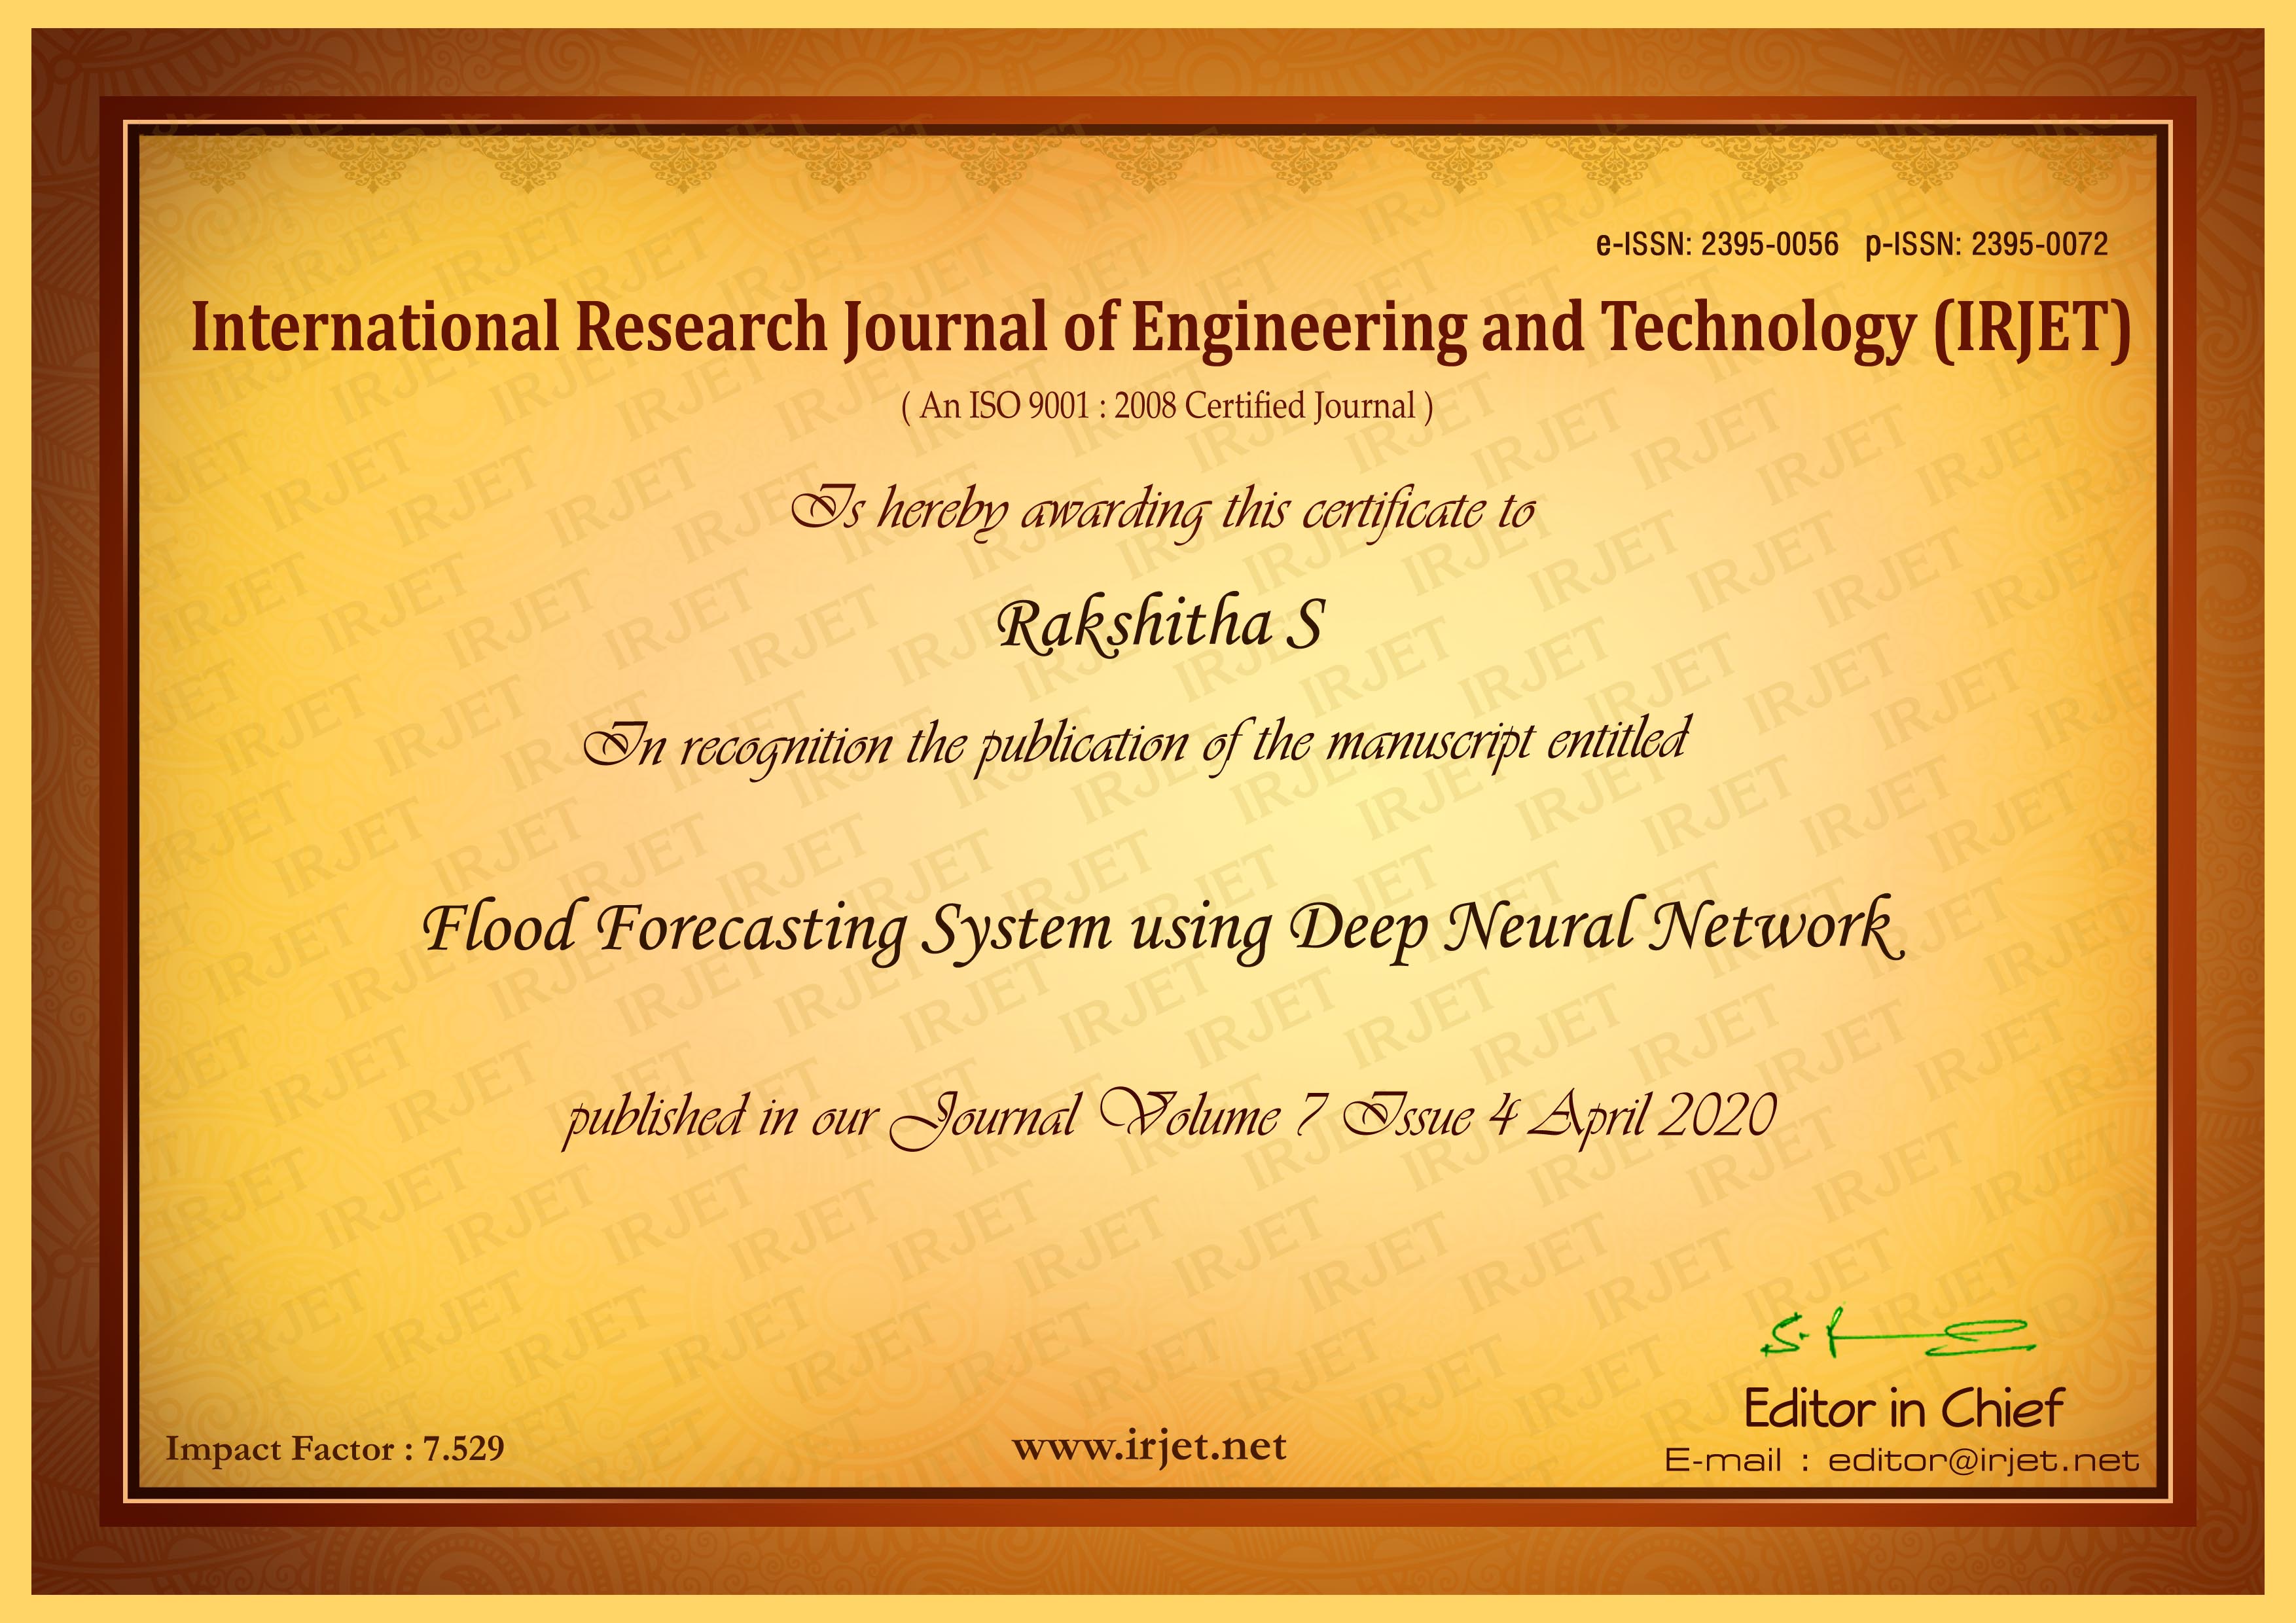 e-ISSN: 2395-0056 p-ISSN: 2395-0072
International Research Journal of Engineering and Technology (IRJET)
( An ISO 9001 : 2008 Certified Journal )
Is hereby awarding this certificate to
Rakshitha S
In recognition the publication of the manuscript entitled
Flood Forecasting System using Deep Neural Network
published in our Journal Volume 7 Issue 4 April 2020
Editor in Chief
Impact Factor : 7.529
www.irjet.net
E-mail : editor@irjet.net